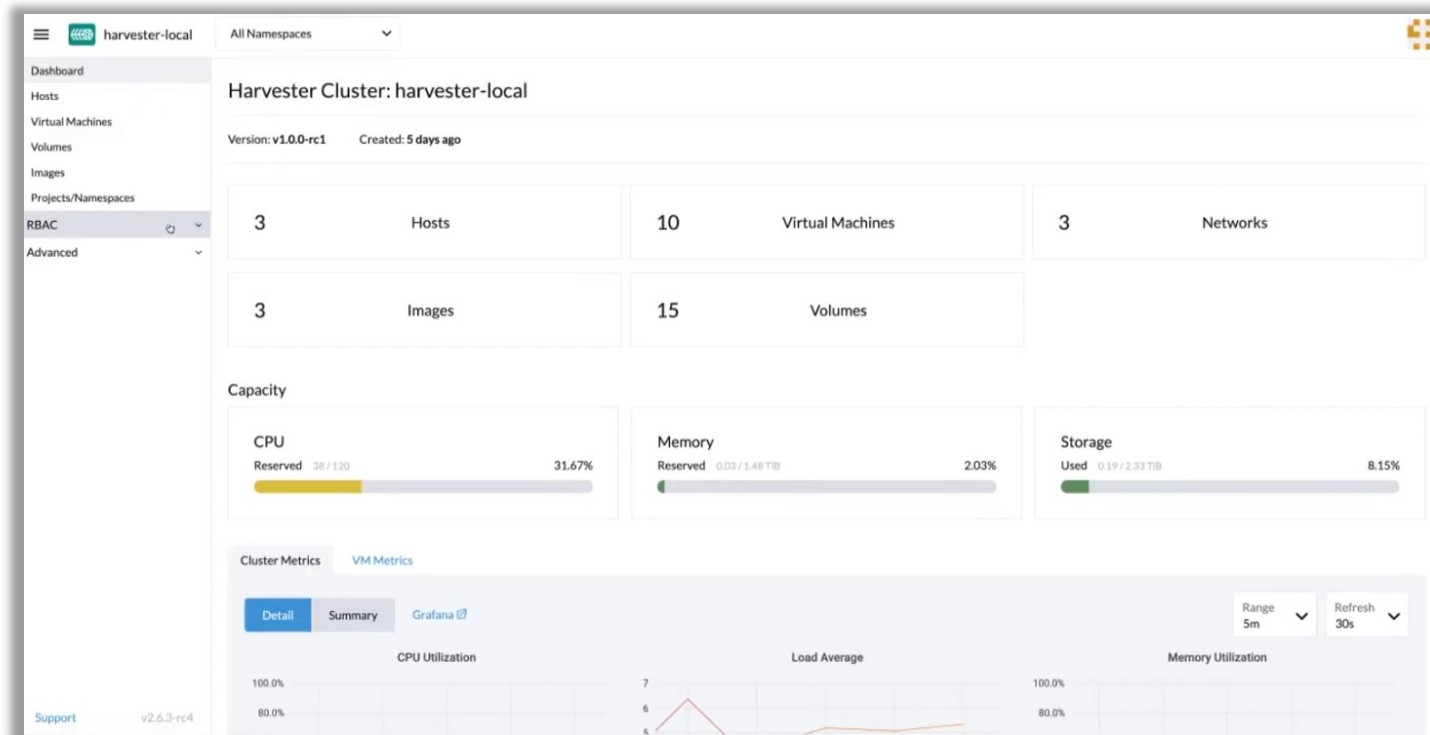 harvester-local All Namespaces
Dashboard
Hosts
Virtual Machines
Volumes
Images
Projects/Namespaces
RBAC
Advanced
Harvester Cluster: harvester-local
Version: v1.0.0-rc1 Created: 5 days ago
3 Hosts
10 Virtual Machines
3 Networks
3 Images
15 Volumes
Capacity
CPU
Reserved 38 / 120 31.67%
Memory
Reserved 0.03 / 1.48 TiB 2.03%
Storage
Used 0.19 / 2.33 TiB 8.15%
Cluster Metrics VM Metrics
Detail Summary Grafana
Range
5m
Refresh
30s
CPU Utilization
100.0%
80.0%
Load Average
7
6
5
Memory Utilization
100.0%
80.0%
Support v2.6.3-rc4